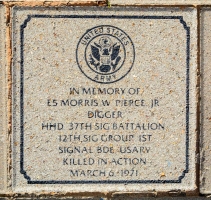 UNITED STATES
ARMY
IN MEMORY OF
E5 MORRIS W. PIERCE JR
DIGGER
HHD 37TH SIG BATTALION
12TH SIG GROUP 1ST
SIGNAL BDE USARV
KILLED IN ACTION
MARCH 6 1971